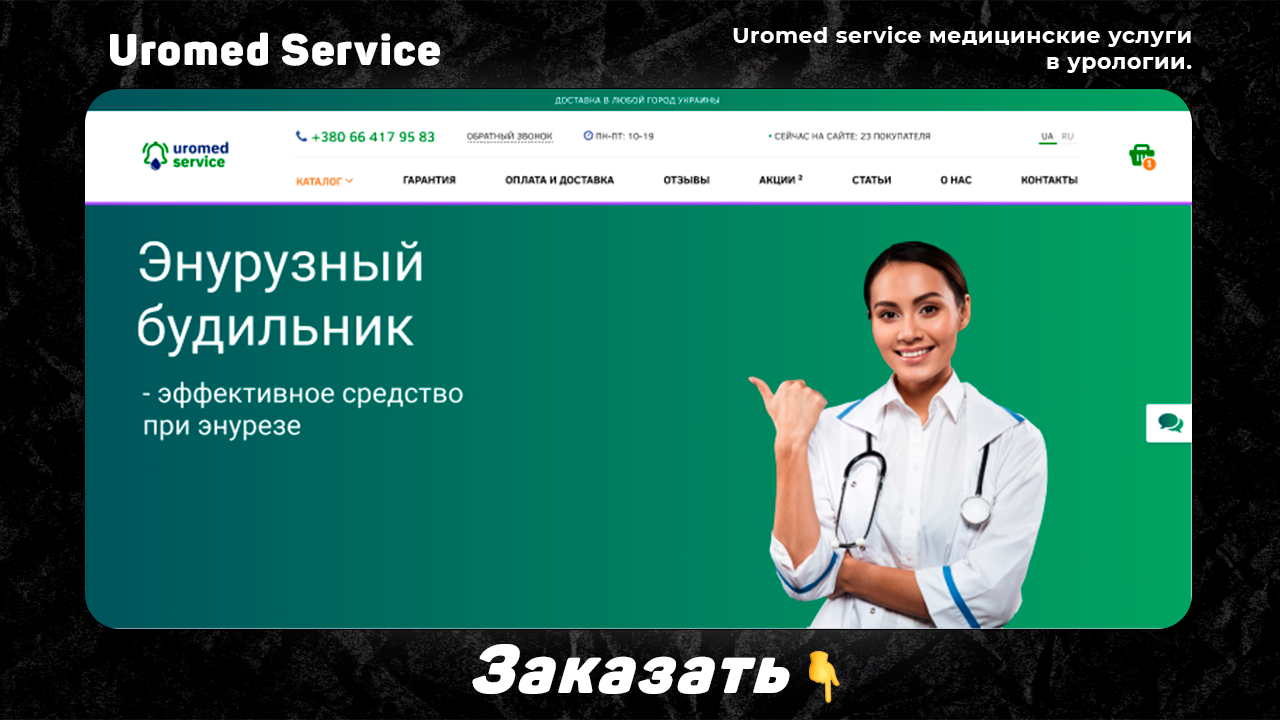 Uromed Service
Uromed service медицинские услуги
в урологии.
ДОСТАВКА В ЛЮБОЙ ГОРОД УКРАИНЫ
uromed
service
+380 66 417 95 83
ОБРАТНЫЙ ЗВОНОК
ПН-ПТ: 10-19
• СЕЙЧАС НА САЙТЕ: 23 ПОКУПАТЕЛЯ
UA RU
1
КАТАЛОГ
ГАРАНТИЯ
ОПЛАТА И ДОСТАВКА
ОТЗЫВЫ
АКЦИИ 2
СТАТЬИ
О НАС
КОНТАКТЫ
Энурузный
будильник
- эффективное средство
при энурезе
Заказать👇